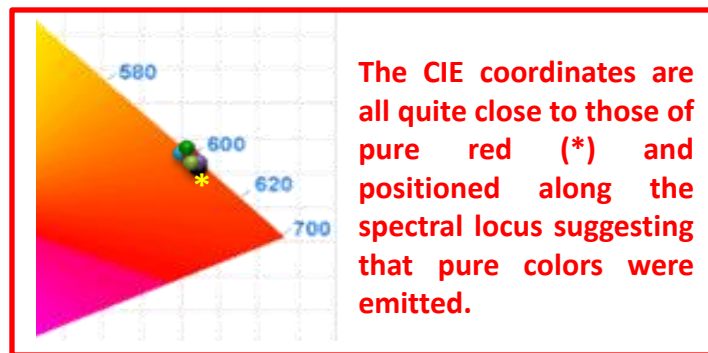 580
600
620
700
*
The CIE coordinates are
all quite close to those of
pure red (*) and
positioned along the
spectral locus suggesting
that pure colors were
emitted.